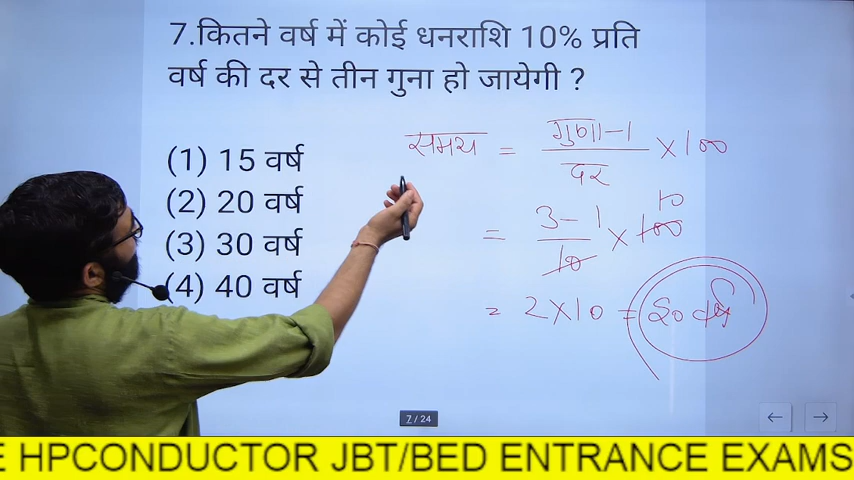 7.कितने वर्ष में कोई धनराशि 10% प्रति
वर्ष की दर से तीन गुना हो जायेगी ?
(1) 15 वर्ष
(2) 20 वर्ष
(3) 30 वर्ष
(4) 40 वर्ष
समय = गुणा-1 / दर × 100
= 3-1 / 10 × 100 10
= 2×10 = 20 वर्ष
7 / 24
E HPCONDUCTOR JBT/BED ENTRANCE EXAMS